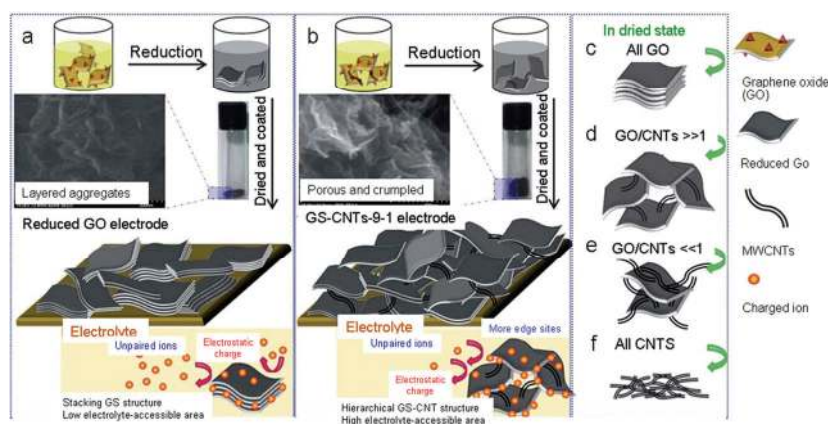 a
Reduction
Layered aggregates
Dried and coated
Reduced GO electrode
Electrolyte
Unpaired ions
Electrostatic
charge
Stacking GS structure
Low electrolyte-accessible area
b
Reduction
Porous and crumpled
Dried and coated
GS-CNTs-9-1 electrode
Electrolyte
More edge sites
Unpaired ions
Electrostatic
charge
Hierarchical GS-CNT structure
High electrolyte-accessible area
In dried state
c
All GO
d
GO/CNTs >>1
e
GO/CNTs <<1
f
All CNTS
Graphene oxide
(GO)
Reduced Go
MWCNTs
Charged ion